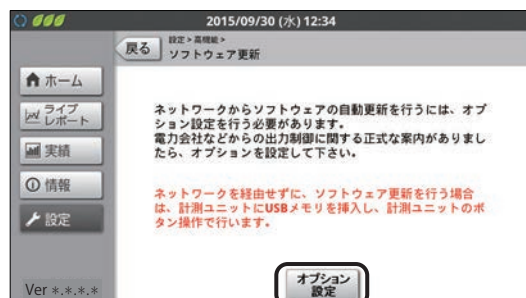 2015/09/30 (水) 12:34
戻る
設定 > 高機能 >
ソフトウェア更新
ホーム
ライブ
レポート
実績
情報
設定
Ver *.*.*.*
ネットワークからソフトウェアの自動更新を行うには、オプ
ション設定を行う必要があります。
電力会社などからの出力制御に関する正式な案内がありまし
たら、オプションを設定して下さい。
ネットワークを経由せずに、ソフトウェア更新を行う場合
は、計測ユニットにUSBメモリを挿入し、計測ユニットのボ
タン操作で行います。
オプション
設定